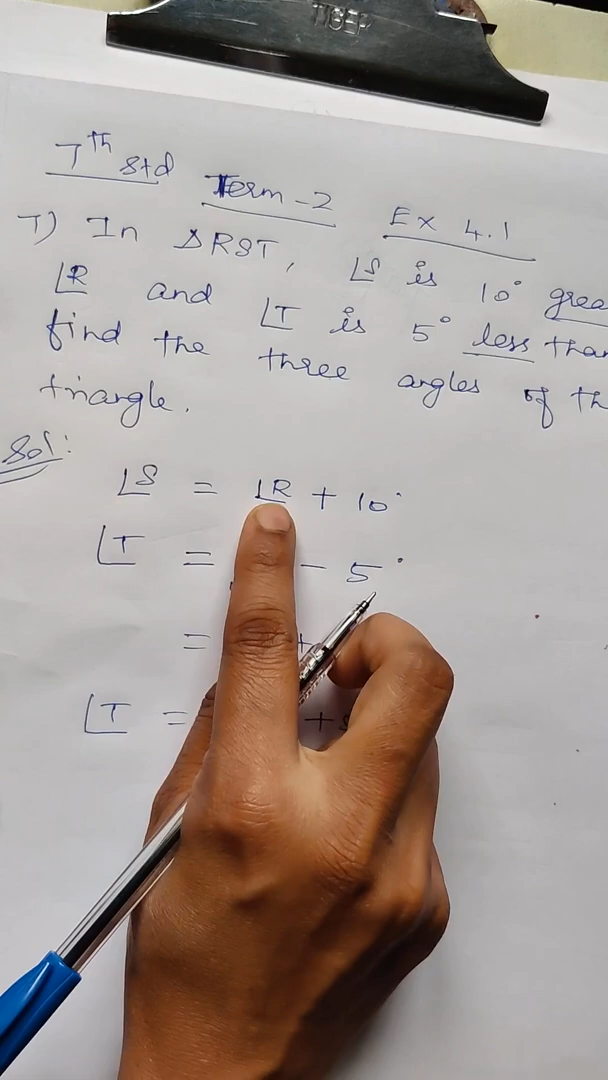 TIGER
7th std Term-2 Ex 4.1
7) In ΔRST, ∠S is 10° grea
∠R and ∠T is 5° less than
find the three angles of th
triangle.
Sol:
∠S = ∠R + 10°
∠T = - 5°
= +
∠T = +